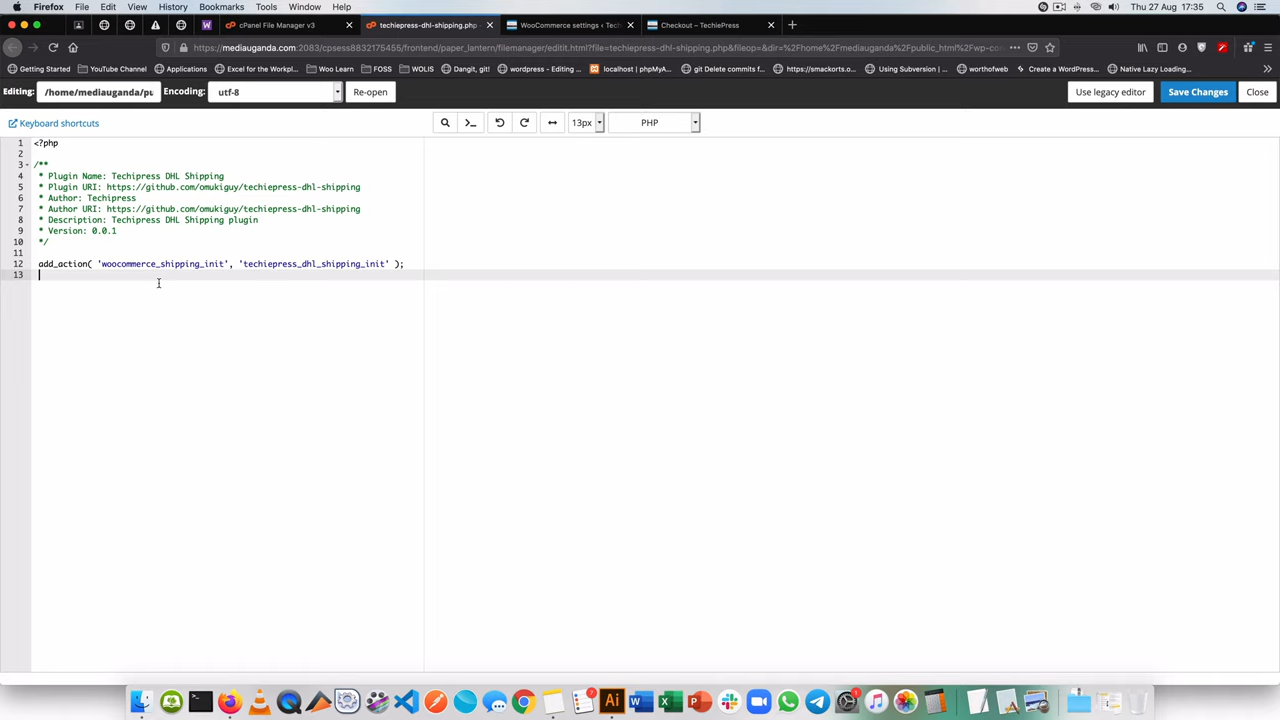 Firefox File Edit View History Bookmarks Tools Window Help Thu 27 Aug 17:35
cPanel File Manager v3 techiepress-dhl-shipping.php WooCommerce settings ‹ Tech Checkout – TechiePress
https://mediauganda.com:2083/cpsess8832175455/frontend/paper_lantern/filemanager/editit.html?file=techiepress-dhl-shipping.php&fileop=&dir=%2Fhome%2Fmediauganda%2Fpublic_html%2Fwp-con
Getting Started YouTube Channel Applications Excel for the Workpl... Woo Learn FOSS WOLIS Dangit, git! wordpress - Editing ... localhost | phpMyA... git Delete commits f... https://smackorts... Using Subversion | ... worthofweb Create a WordPress... Native Lazy Loading...
Editing: /home/mediauganda/pu Encoding: utf-8 Re-open Use legacy editor Save Changes Close
Keyboard shortcuts 13px PHP
1 <?php
2
3 /**
4 * Plugin Name: Techipress DHL Shipping
5 * Plugin URI: https://github.com/omukiguy/techiepress-dhl-shipping
6 * Author: Techipress
7 * Author URI: https://github.com/omukiguy/techiepress-dhl-shipping
8 * Description: Techipress DHL Shipping plugin
9 * Version: 0.0.1
10 */
11
12 add_action( 'woocommerce_shipping_init', 'techiepress_dhl_shipping_init' );
13